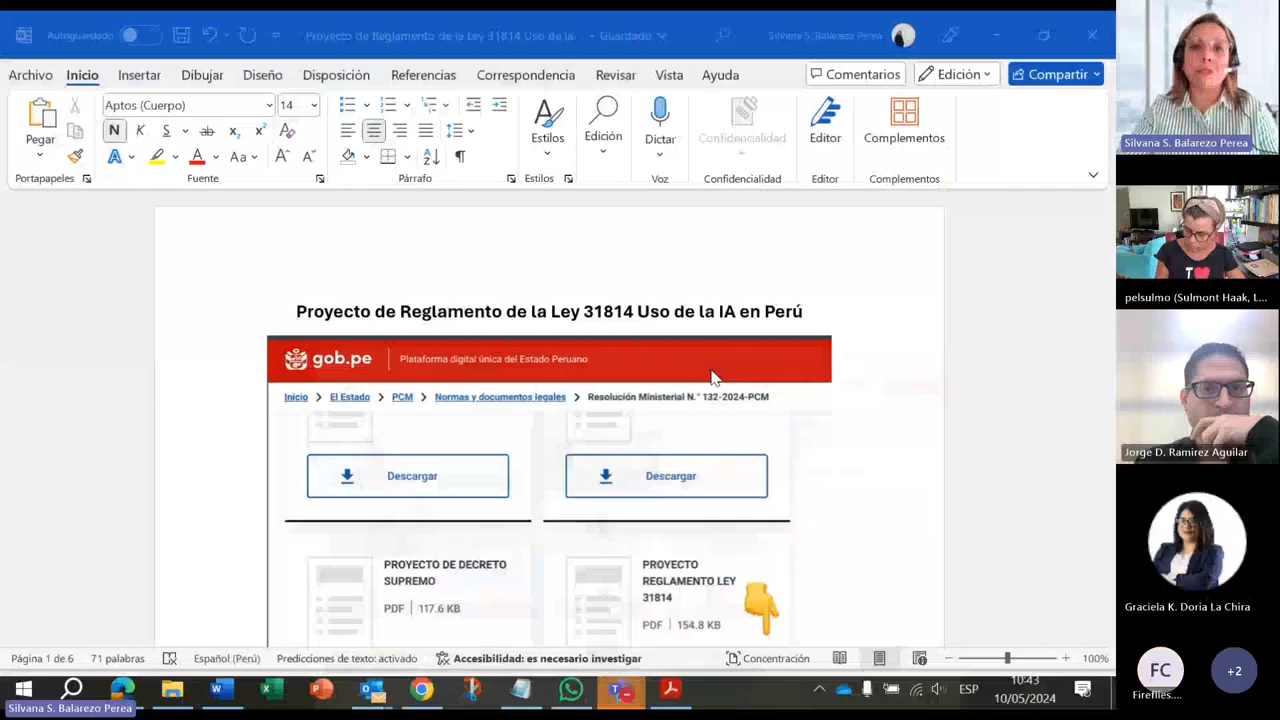 Autoguardado
Proyecto de Reglamento de la Ley 31814 Uso de la... • Guardado
Silvana S. Balarezo Perea
Archivo Inicio Insertar Dibujar Diseño Disposición Referencias Correspondencia Revisar Vista Ayuda
Comentarios Edición Compartir
Pegar
Aptos (Cuerpo) 14
N K S ab x₂ x²
A A Aa A A
Estilos
Edición
Dictar
Confidencialidad
Editor
Complementos
Portapapeles Fuente Párrafo Estilos Voz Confidencialidad Editor Complementos
Proyecto de Reglamento de la Ley 31814 Uso de la IA en Perú
gob.pe Plataforma digital única del Estado Peruano
Inicio > El Estado > PCM > Normas y documentos legales > Resolución Ministerial N.° 132-2024-PCM
Descargar Descargar
PROYECTO DE DECRETO
SUPREMO
PDF | 117.6 KB
PROYECTO
REGLAMENTO LEY
31814
PDF | 154.8 KB
Página 1 de 6 71 palabras Español (Perú) Predicciones de texto: activado Accesibilidad: es necesario investigar Concentración 100%
ESP
10:43
10/05/2024
Silvana S. Balarezo Perea
Silvana S. Balarezo Perea
pelsulmo (Sulmont Haak, L...
I
Jorge D. Ramirez Aguilar
Graciela K. Doria La Chira
FC
Fireflies....
+2